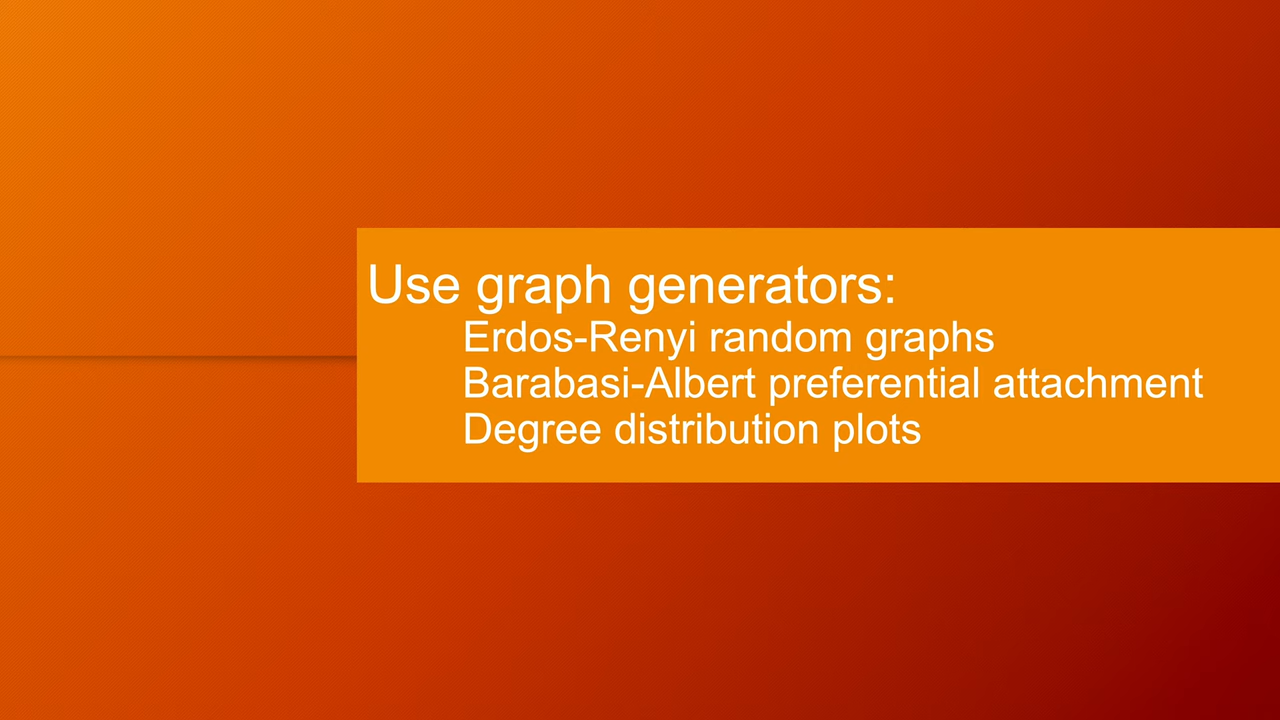 Use graph generators:
Erdos-Renyi random graphs
Barabasi-Albert preferential attachment
Degree distribution plots